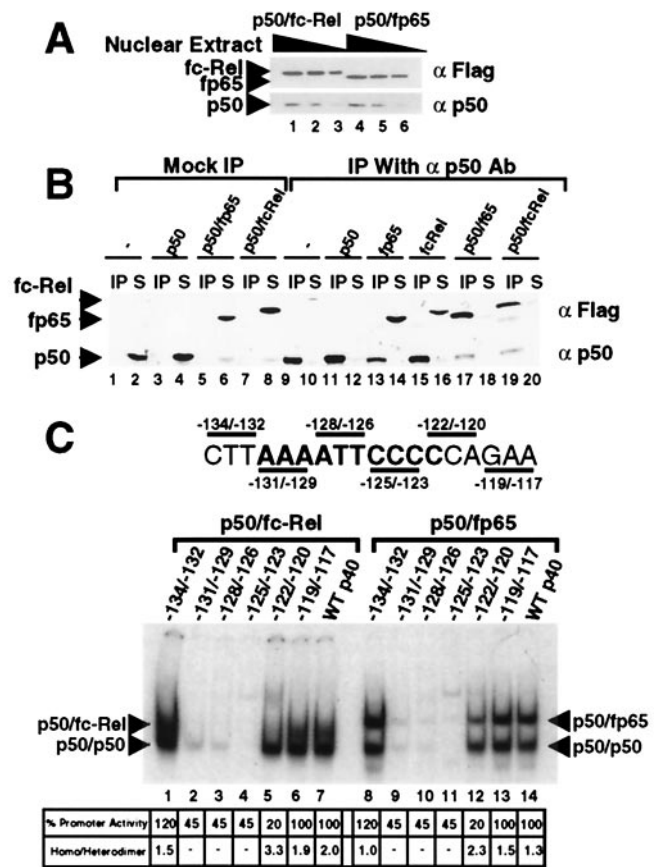 A
p50/fc-Rel p50/fp65
Nuclear Extract
fc-Rel
fp65
α Flag
p50
α p50
1 2 3 4 5 6
B
Mock IP IP With α p50 Ab
- p50 p50/fp65 p50/fcRel - p50 fp65 fcRel p50/f65 p50/fcRel
IP S IP S IP S IP S IP S IP S IP S IP S IP S IP S
fc-Rel
fp65
α Flag
p50
α p50
1 2 3 4 5 6 7 8 9 10 11 12 13 14 15 16 17 18 19 20
C
-134/-132 -128/-126 -122/-120
CTTAAAATTCCCCCAGAA
-131/-129 -125/-123 -119/-117
p50/fc-Rel p50/fp65
-134/-132 -131/-129 -128/-126 -125/-123 -122/-120 -119/-117 WT p40 -134/-132 -131/-129 -128/-126 -125/-123 -122/-120 -119/-117 WT p40
p50/fc-Rel p50/fp65
p50/p50 p50/p50
1 2 3 4 5 6 7 8 9 10 11 12 13 14
% Promoter Activity 120 45 45 45 20 100 100 120 45 45 45 20 100 100
Homo/Heterodimer 1.5 - - - 3.3 1.9 2.0 1.0 - - - 2.3 1.5 1.3